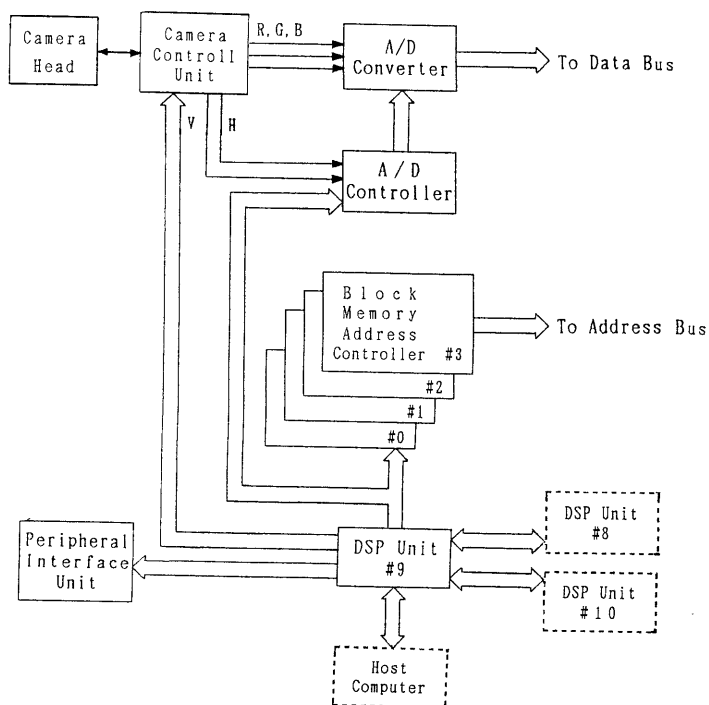 Camera
Head
Camera
Controll
Unit
R, G, B
A/D
Converter
To Data Bus
V
H
A/D
Controller
Block
Memory
Address
Controller #3
To Address Bus
#2
#1
#0
Peripheral
Interface
Unit
DSP Unit
#9
DSP Unit
#8
DSP Unit
#10
Host
Computer